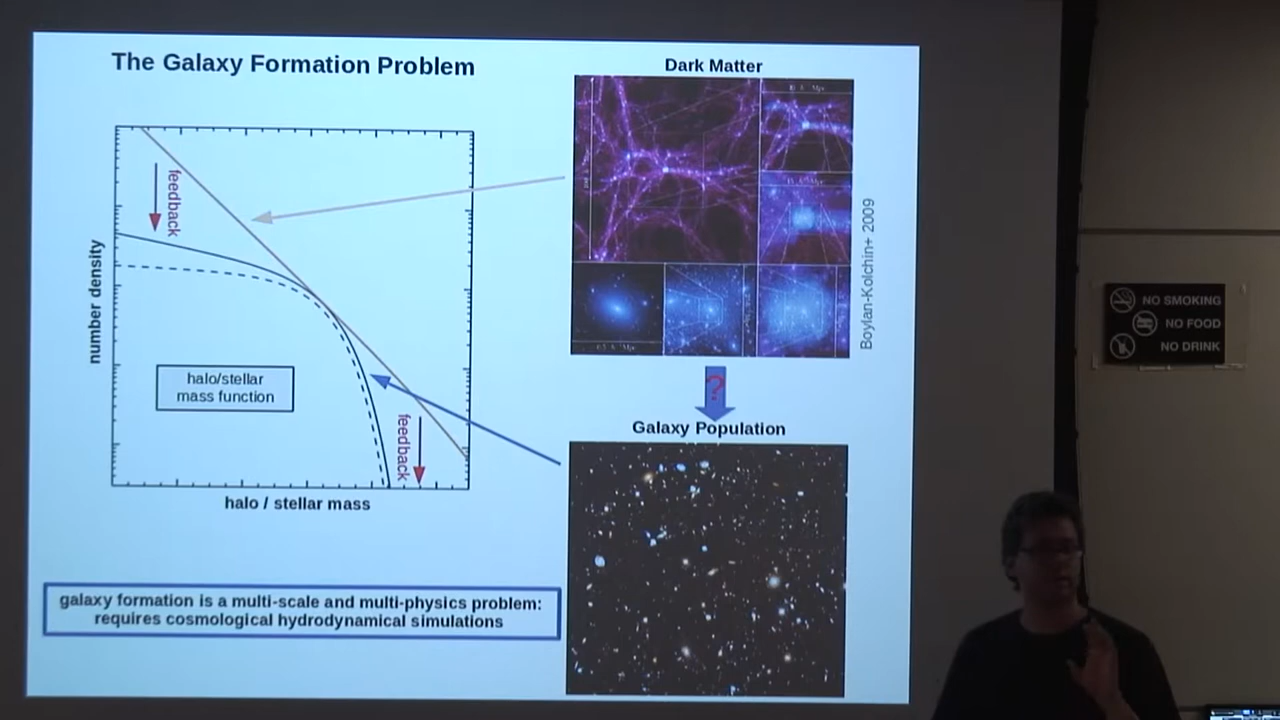 The Galaxy Formation Problem
Dark Matter
feedback
number density
halo/stellar
mass function
feedback
halo / stellar mass
Boylan-Kolchin+ 2009
?
Galaxy Population
galaxy formation is a multi-scale and multi-physics problem:
requires cosmological hydrodynamical simulations
NO SMOKING
NO FOOD
NO DRINK